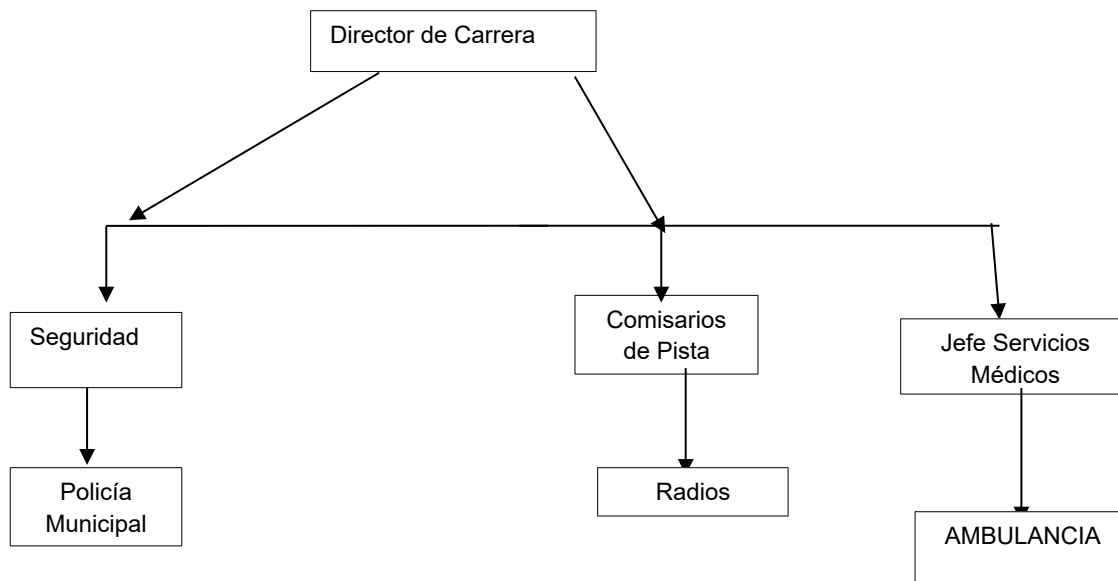 Director de Carrera
Seguridad
Comisarios
de Pista
Jefe Servicios
Médicos
Policía
Municipal
Radios
AMBULANCIA